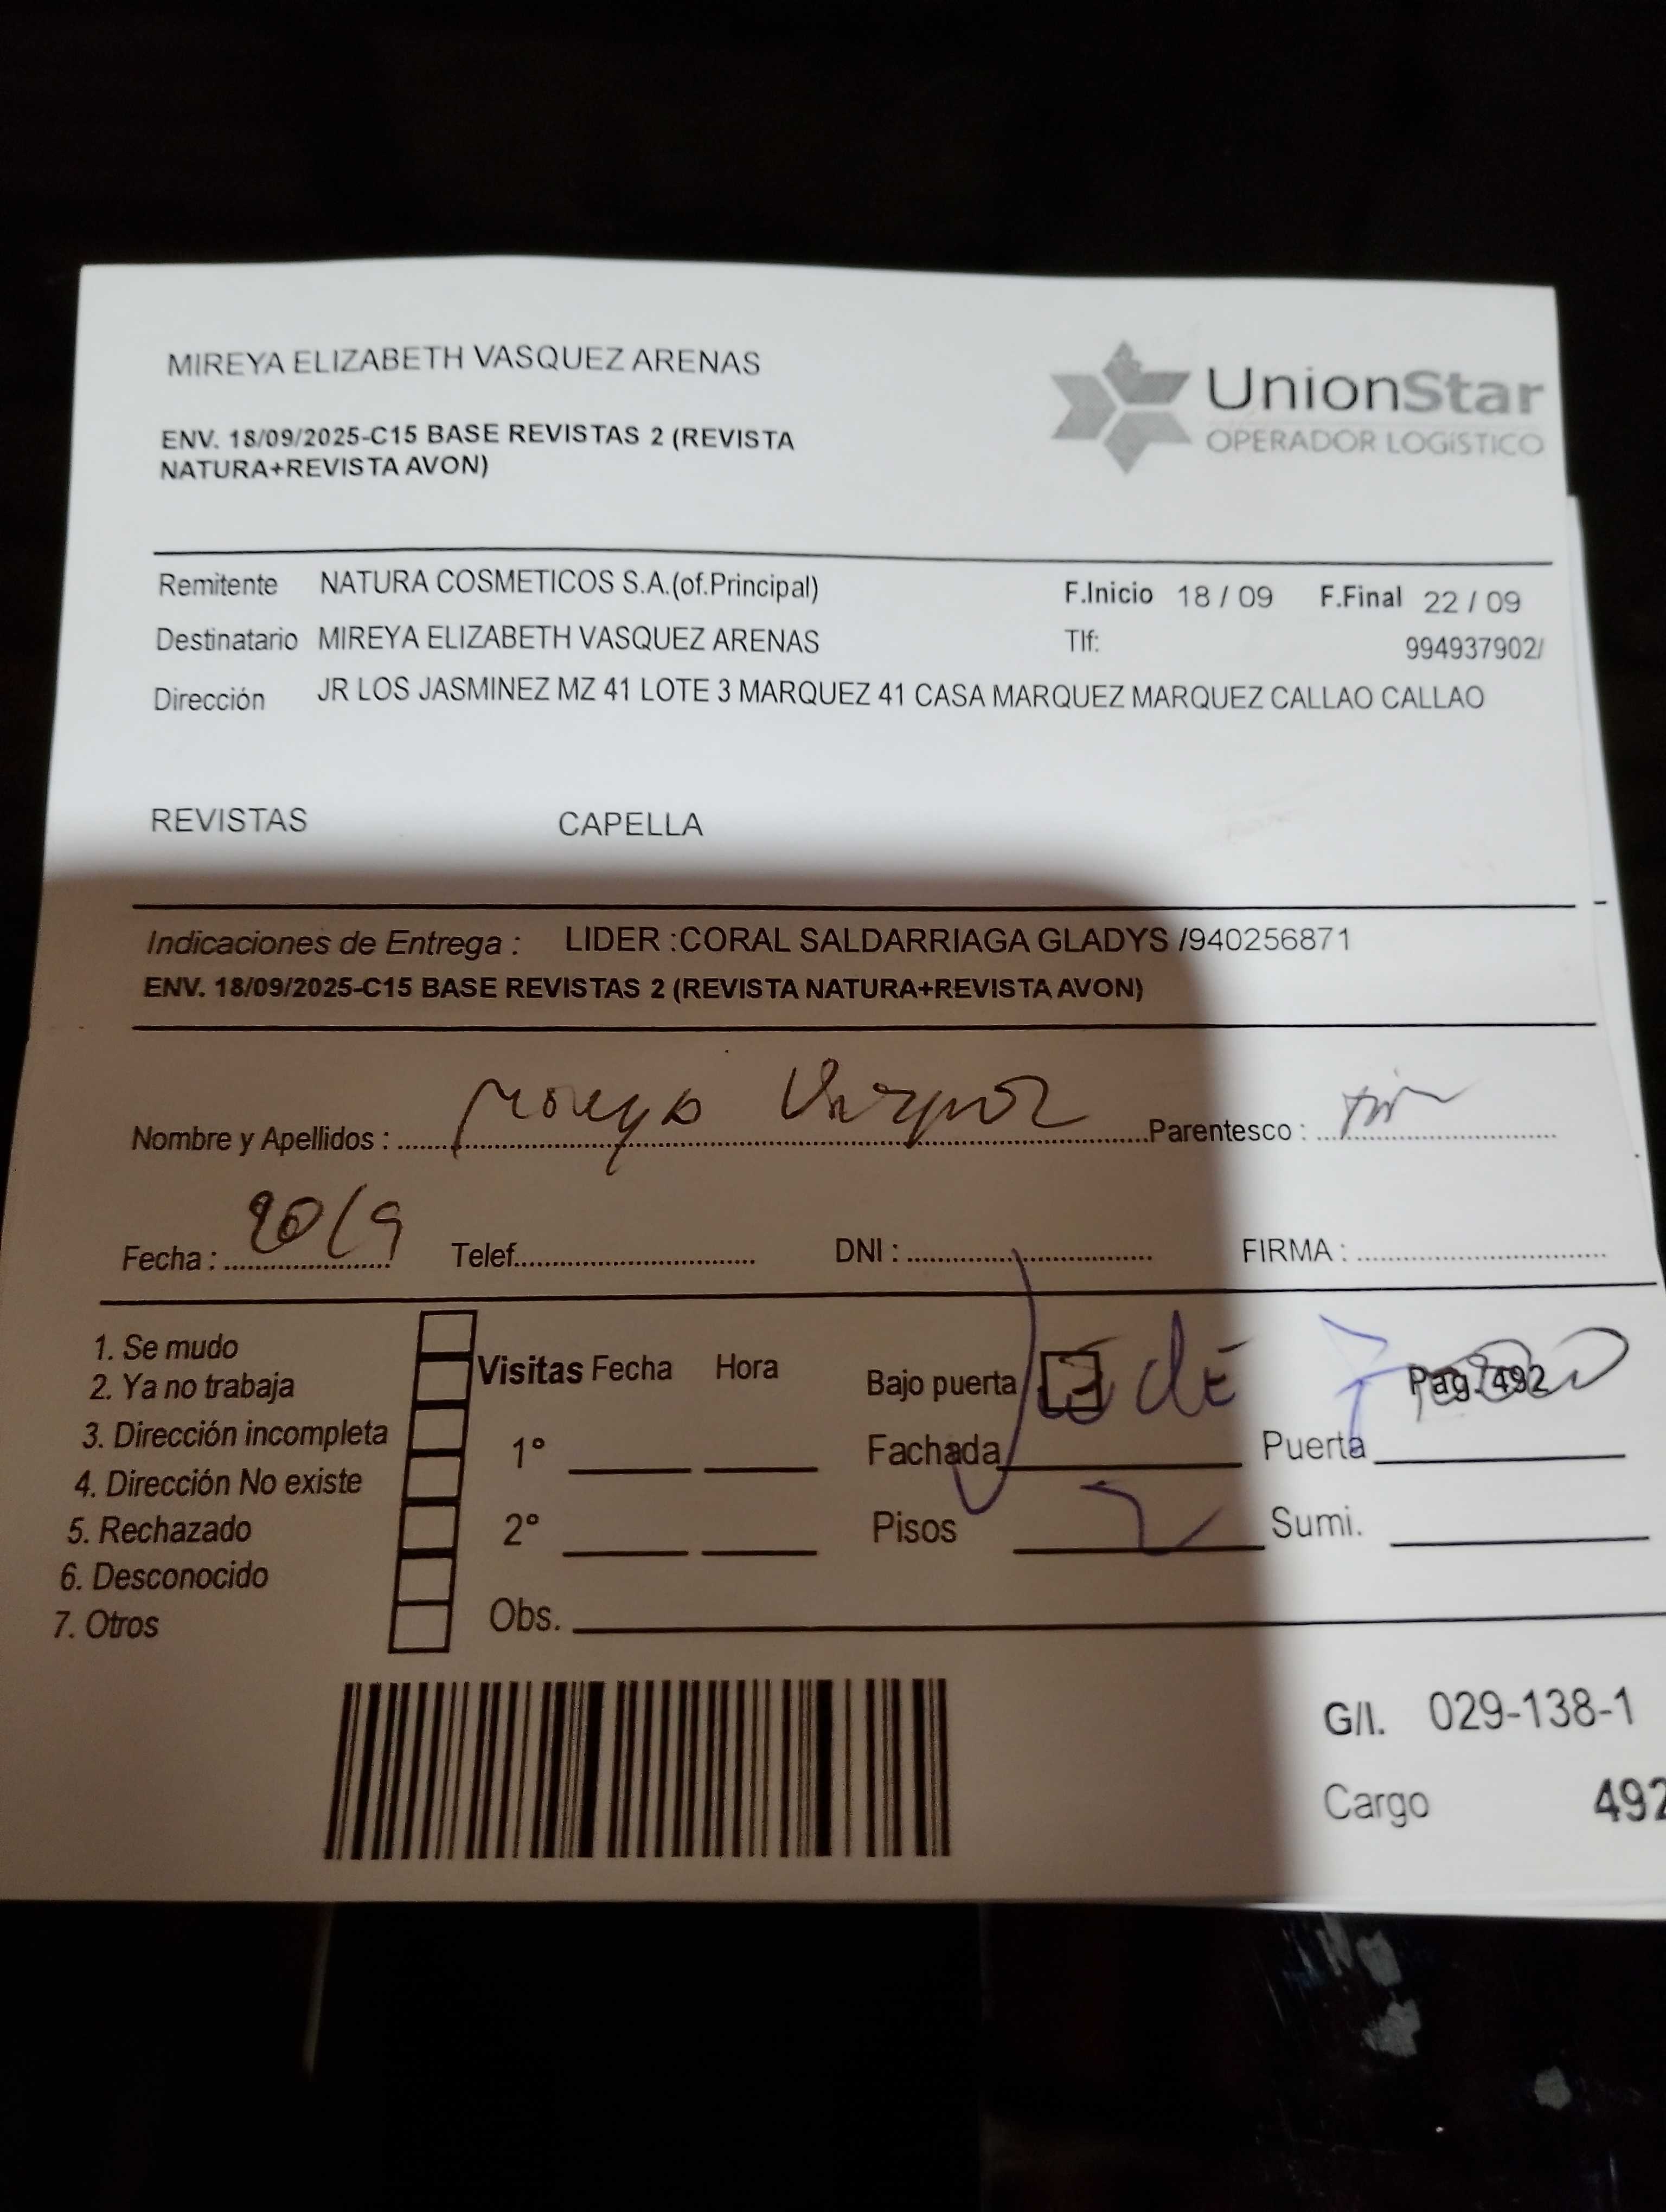 MIREYA ELIZABETH VASQUEZ ARENAS
UnionStar
OPERADOR LOGÍSTICO
ENV. 18/09/2025-C15 BASE REVISTAS 2 (REVISTA
NATURA+REVISTA AVON)
Remitente NATURA COSMETICOS S.A.(of.Principal) F.Inicio 18 / 09 F.Final 22 / 09
Destinatario MIREYA ELIZABETH VASQUEZ ARENAS Tlf: 994937902/
Dirección JR LOS JASMINEZ MZ 41 LOTE 3 MARQUEZ 41 CASA MARQUEZ MARQUEZ CALLAO CALLAO
REVISTAS CAPELLA
Indicaciones de Entrega : LIDER :CORAL SALDARRIAGA GLADYS /940256871
ENV. 18/09/2025-C15 BASE REVISTAS 2 (REVISTA NATURA+REVISTA AVON)
Nombre y Apellidos : Parentesco :
Fecha : 20/9 Telef. DNI : FIRMA :
1. Se mudo
2. Ya no trabaja
3. Dirección incompleta
4. Dirección No existe
5. Rechazado
6. Desconocido
7. Otros
Visitas Fecha Hora
1°
2°
Obs.
Bajo puerta Pag. 492
Fachada Puerta
Pisos 2 Sumi.
G/I. 029-138-1
Cargo 492